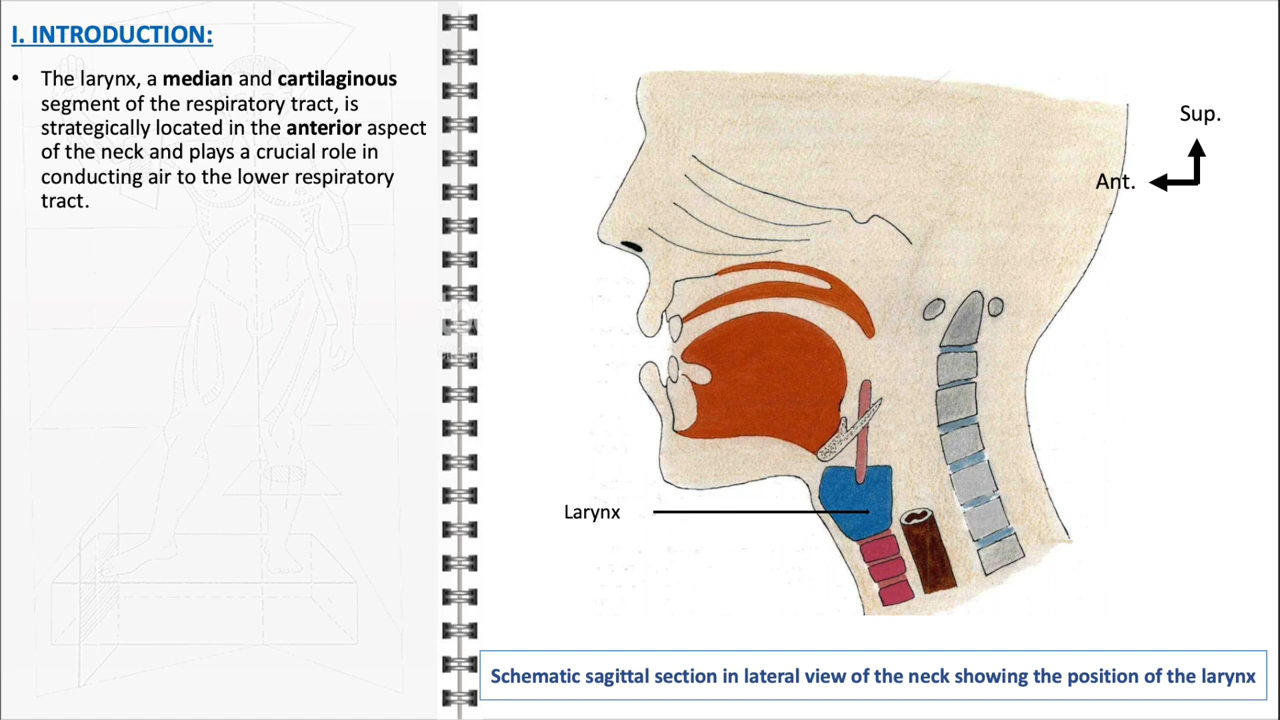 I. INTRODUCTION:
• The larynx, a median and cartilaginous
segment of the respiratory tract, is
strategically located in the anterior aspect
of the neck and plays a crucial role in
conducting air to the lower respiratory
tract.
Sup.
Ant.
Larynx
Schematic sagittal section in lateral view of the neck showing the position of the larynx